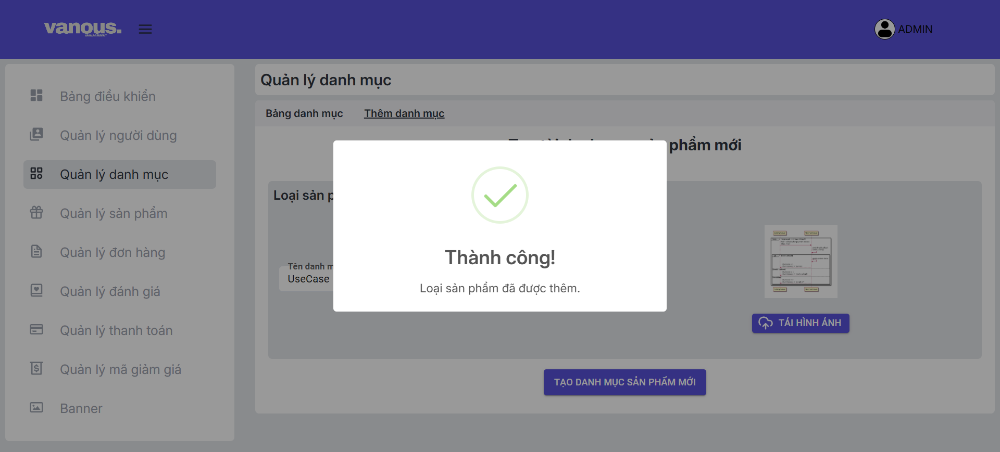 vanous.
MANAGEMENT
ADMIN
Bảng điều khiển
Quản lý người dùng
Quản lý danh mục
Quản lý sản phẩm
Quản lý đơn hàng
Quản lý đánh giá
Quản lý thanh toán
Quản lý mã giảm giá
Banner
Quản lý danh mục
Bảng danh mục
Thêm danh mục
phẩm mới
Loại sản
Tên danh
UseCase
Thành công!
Loại sản phẩm đã được thêm.
TẢI HÌNH ẢNH
TẠO DANH MỤC SẢN PHẨM MỚI